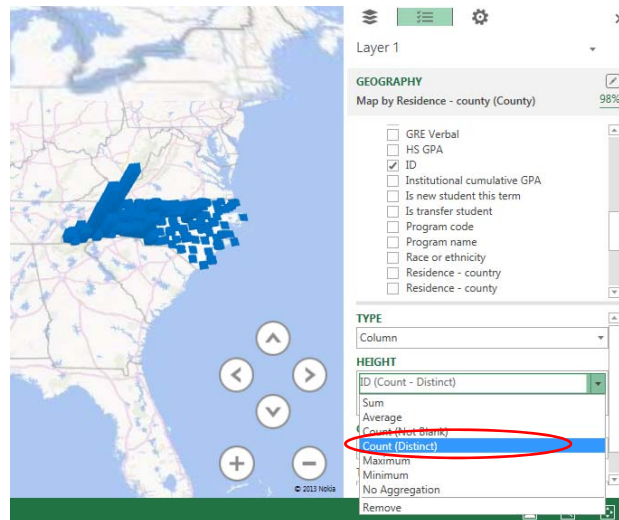 Layer 1
GEOGRAPHY
Map by Residence - county (County)
98%
GRE Verbal
HS GPA
ID
Institutional cumulative GPA
Is new student this term
Is transfer student
Program code
Program name
Race or ethnicity
Residence - country
Residence - county
TYPE
Column
HEIGHT
ID (Count - Distinct)
Sum
Average
Count (Not Blank)
Count (Distinct)
Maximum
Minimum
No Aggregation
Remove
© 2013 Nokia